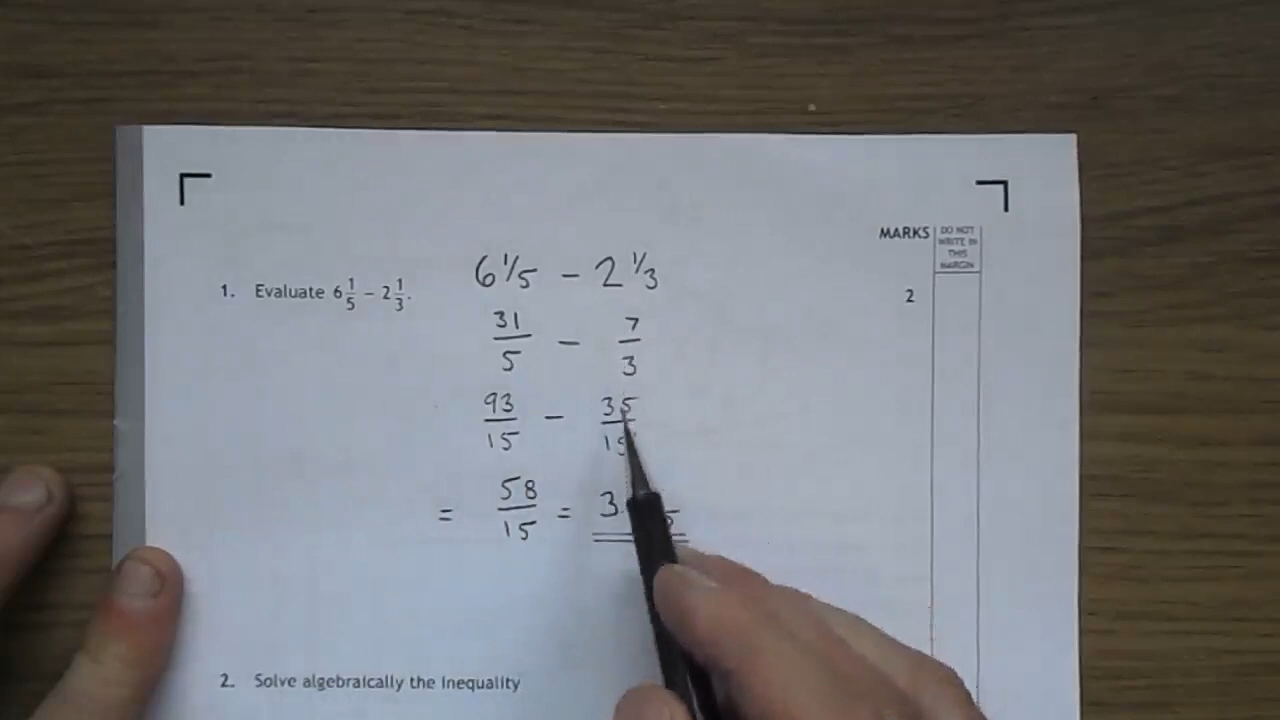 MARKS
DO NOT
WRITE IN
THIS
MARGIN
6 1/5 - 2 1/3
1. Evaluate 6 1/5 - 2 1/3.
2
31/5 - 7/3
93/15 - 35/15
= 58/15 = 3
2. Solve algebraically the inequality